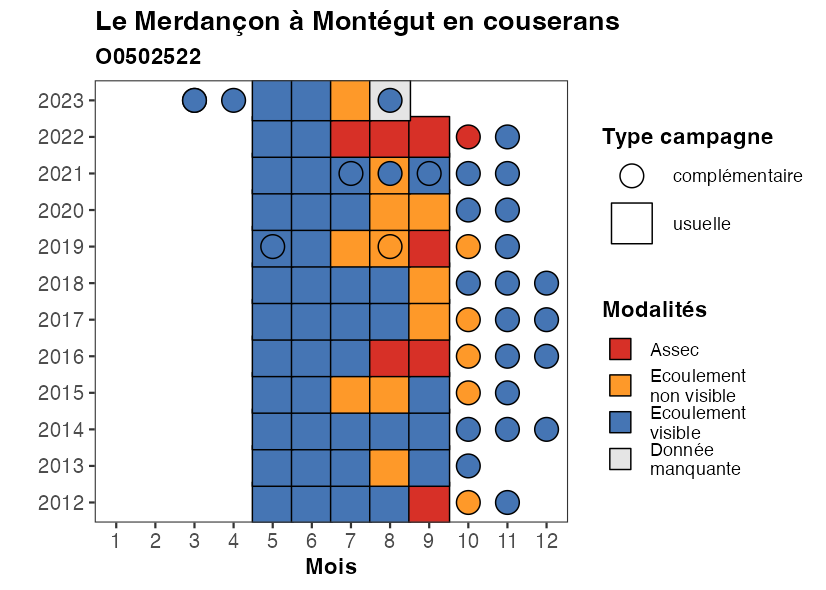 Le Merdançon à Montégut en couserans
O0502522
2023
2022
2021
2020
2019
2018
2017
2016
2015
2014
2013
2012
1 2 3 4 5 6 7 8 9 10 11 12
Mois
Type campagne
complémentaire
usuelle
Modalités
Assec
Ecoulement
non visible
Ecoulement
visible
Donnée
manquante